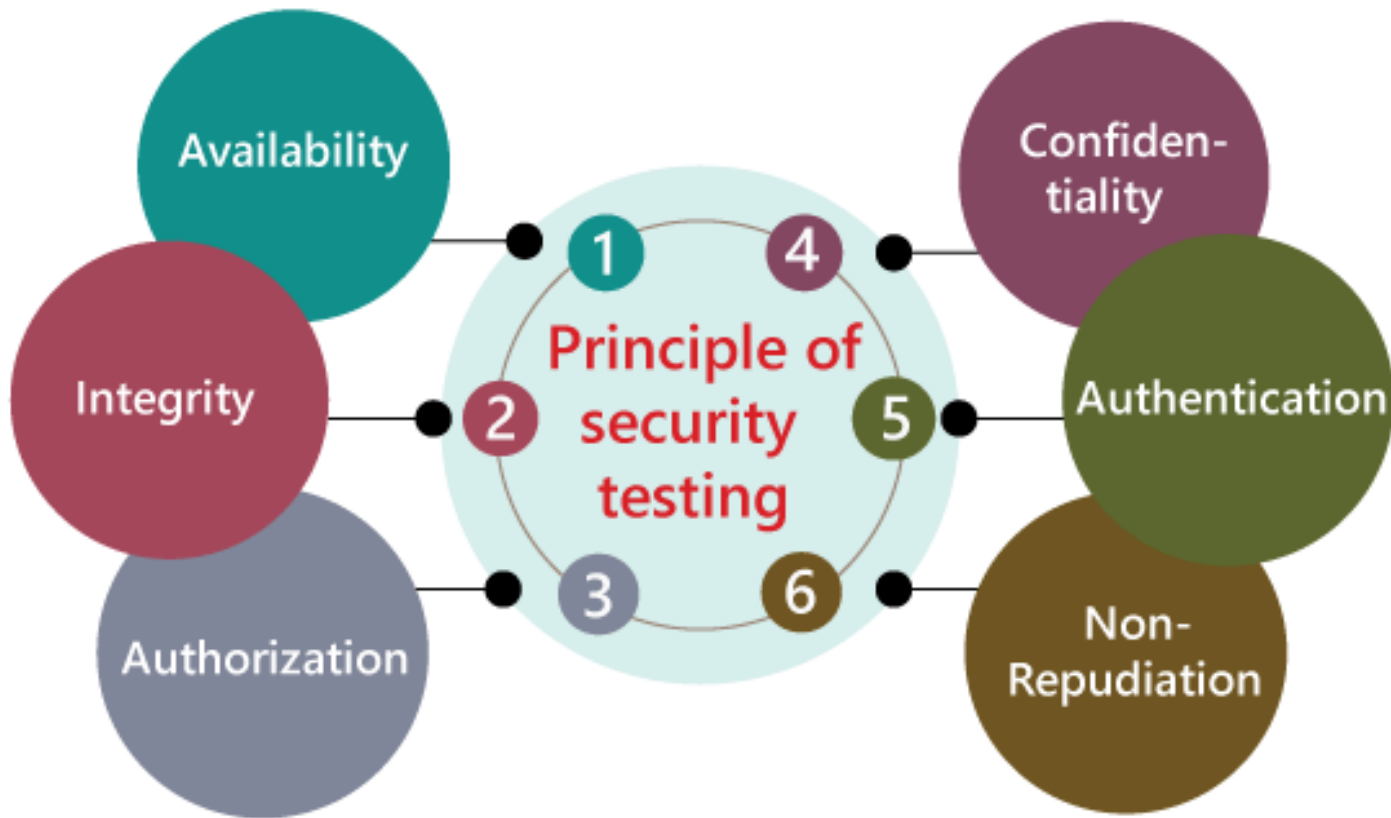 Availability
Integrity
Authorization
1
2
3
Principle of
security
testing
4
5
6
Confiden-
tiality
Authentication
Non-
Repudiation